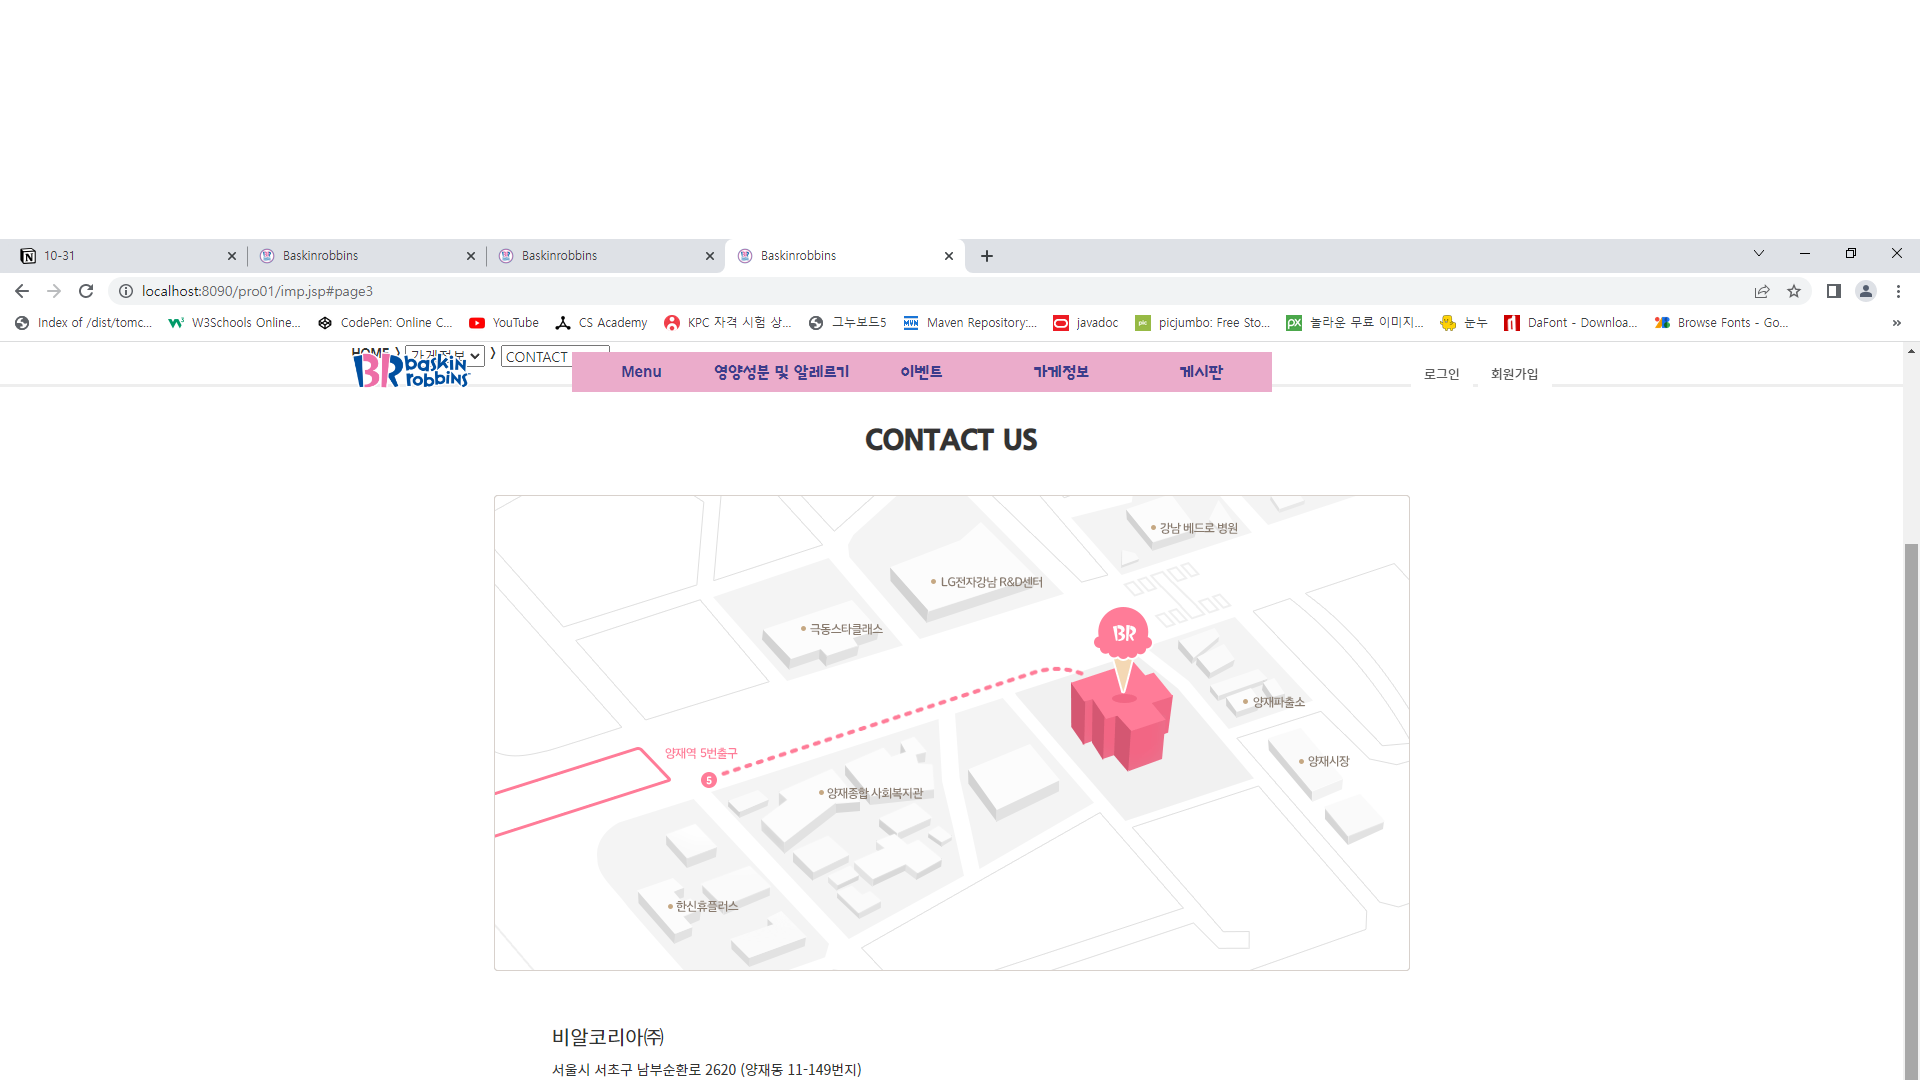 10-31
Baskinrobbins
Baskinrobbins
Baskinrobbins
localhost:8090/pro01/imp.jsp#page3
Index of /dist/tomc...
W3Schools Online...
CodePen: Online C...
YouTube
CS Academy
KPC 자격 시험 상...
그누보드5
MVN
Maven Repository:...
javadoc
pic
picjumbo: Free Sto...
px
놀라운 무료 이미지...
눈누
DaFont - Downloa...
Browse Fonts - Go...
»
HOME 〉 가게정보 〉 CONTACT
BR baskin robbins
Menu
영양성분 및 알레르기
이벤트
가게정보
게시판
로그인
회원가입
CONTACT US
강남 베드로 병원
LG전자강남 R&D센터
극동스타클래스
BR
양재파출소
양재역 5번출구
5
양재시장
양재종합 사회복지관
한신휴플러스
비알코리아㈜
서울시 서초구 남부순환로 2620 (양재동 11-149번지)